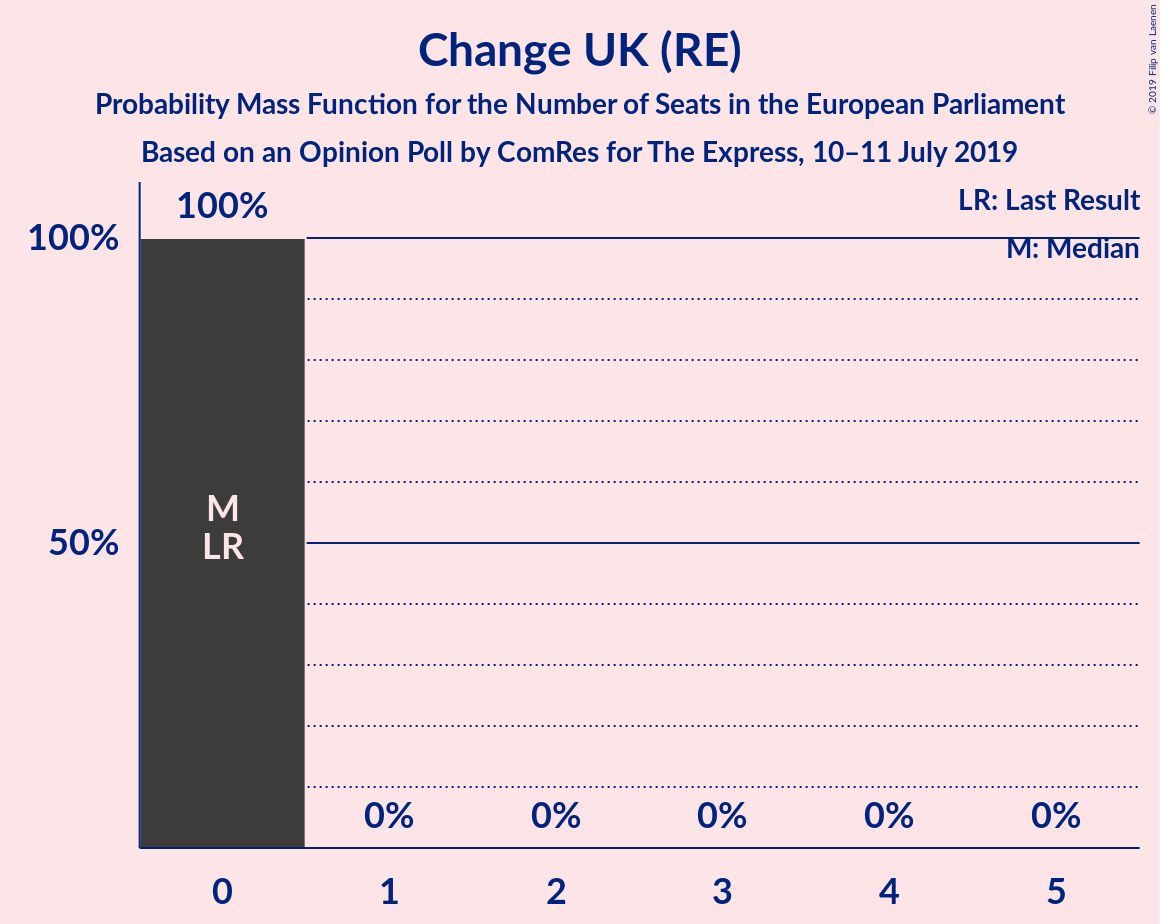 Change UK (RE)
Probability Mass Function for the Number of Seats in the European Parliament
Based on an Opinion Poll by ComRes for The Express, 10–11 July 2019
© 2019 Filip van Laenen
LR: Last Result
M: Median
100%
100%
50%
M
LR
0%
0%
0%
0%
0%
0
1
2
3
4
5